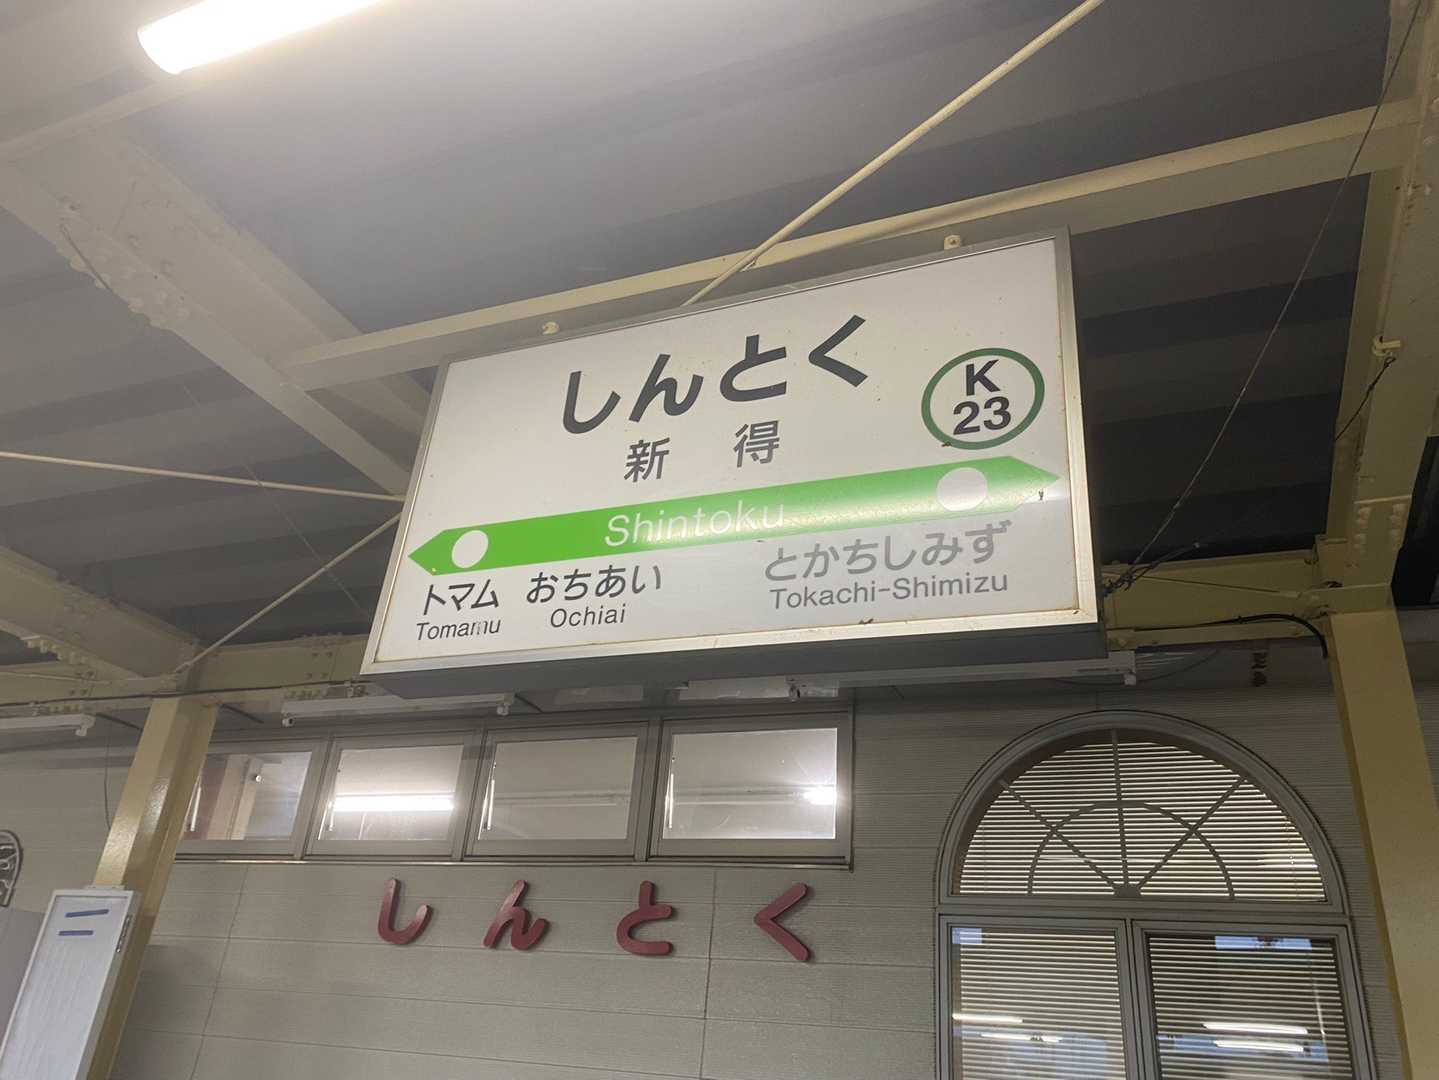 しんとく
K
23
新得
Shintoku
トマム おちあい とかちしみず
Tomamu Ochiai Tokachi-Shimizu
しんとく